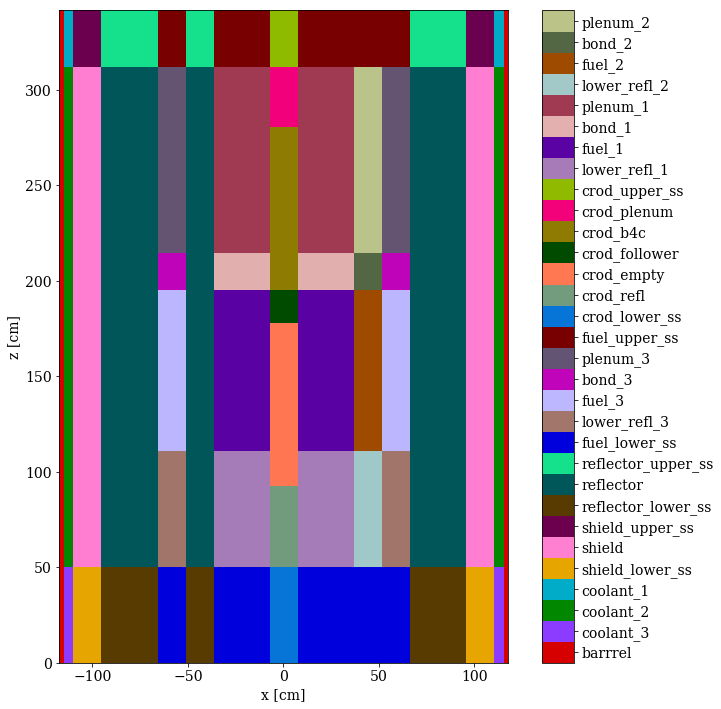 300
250
200
150
100
50
0
−100
−50
0
50
100
x [cm]
z [cm]
plenum_2
bond_2
fuel_2
lower_refl_2
plenum_1
bond_1
fuel_1
lower_refl_1
crod_upper_ss
crod_plenum
crod_b4c
crod_follower
crod_empty
crod_refl
crod_lower_ss
fuel_upper_ss
plenum_3
bond_3
fuel_3
lower_refl_3
fuel_lower_ss
reflector_upper_ss
reflector
reflector_lower_ss
shield_upper_ss
shield
shield_lower_ss
coolant_1
coolant_2
coolant_3
barrrel